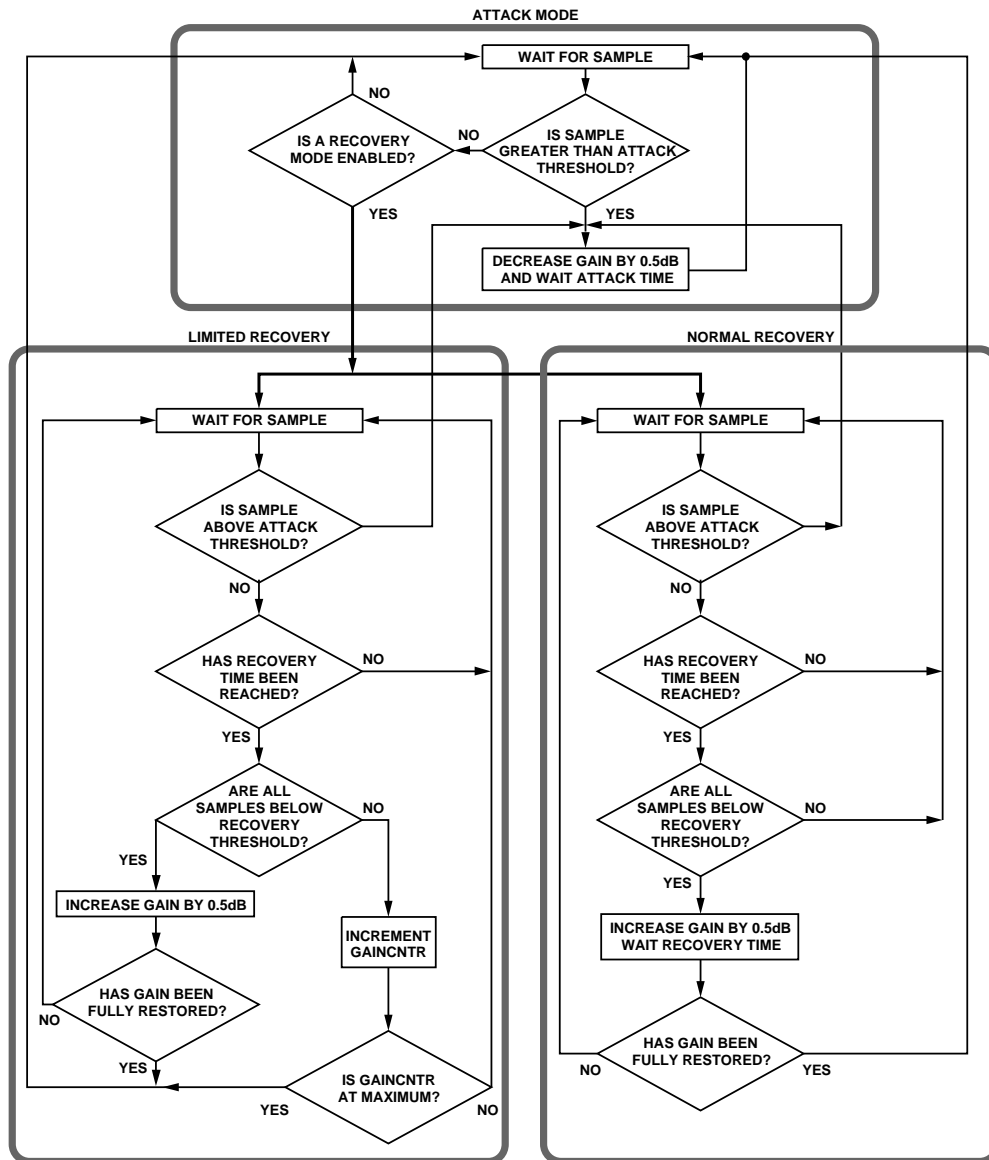 ATTACK MODE
WAIT FOR SAMPLE
NO
IS A RECOVERY
MODE ENABLED?
NO
IS SAMPLE
GREATER THAN ATTACK
THRESHOLD?
YES
YES
DECREASE GAIN BY 0.5dB
AND WAIT ATTACK TIME
LIMITED RECOVERY
WAIT FOR SAMPLE
IS SAMPLE
ABOVE ATTACK
THRESHOLD?
NO
HAS RECOVERY
TIME BEEN
REACHED?
NO
YES
ARE ALL
SAMPLES BELOW
RECOVERY
THRESHOLD?
NO
YES
INCREASE GAIN BY 0.5dB
INCREMENT
GAINCNTR
HAS GAIN BEEN
FULLY RESTORED?
NO
YES
IS GAINCNTR
AT MAXIMUM?
YES
NO
NORMAL RECOVERY
WAIT FOR SAMPLE
IS SAMPLE
ABOVE ATTACK
THRESHOLD?
NO
HAS RECOVERY
TIME BEEN
REACHED?
NO
YES
ARE ALL
SAMPLES BELOW
RECOVERY
THRESHOLD?
NO
YES
INCREASE GAIN BY 0.5dB
WAIT RECOVERY TIME
HAS GAIN BEEN
FULLY RESTORED?
NO
YES